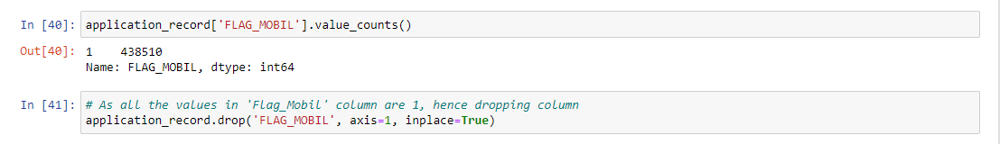 In [40]: application_record['FLAG_MOBIL'].value_counts()
Out[40]: 1    438510
Name: FLAG_MOBIL, dtype: int64
In [41]: # As all the values in 'Flag_Mobil' column are 1, hence dropping column
application_record.drop('FLAG_MOBIL', axis=1, inplace=True)